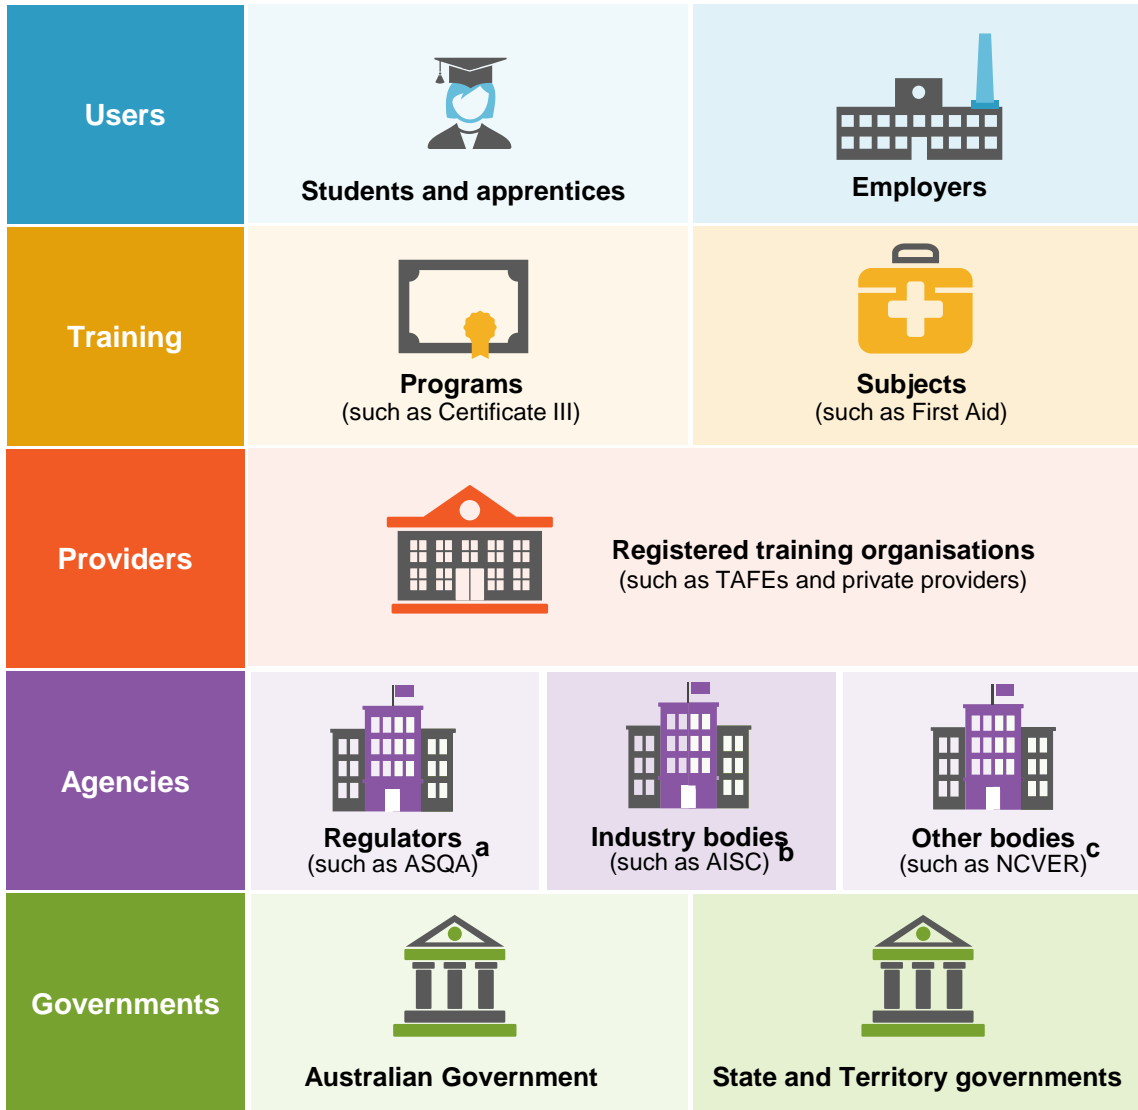 Users
Students and apprentices
Employers
Training
Programs
(such as Certificate III)
Subjects
(such as First Aid)
Providers
Registered training organisations
(such as TAFEs and private providers)
Agencies
Regulators a
(such as ASQA)
Industry bodies b
(such as AISC)
Other bodies c
(such as NCVER)
Governments
Australian Government
State and Territory governments